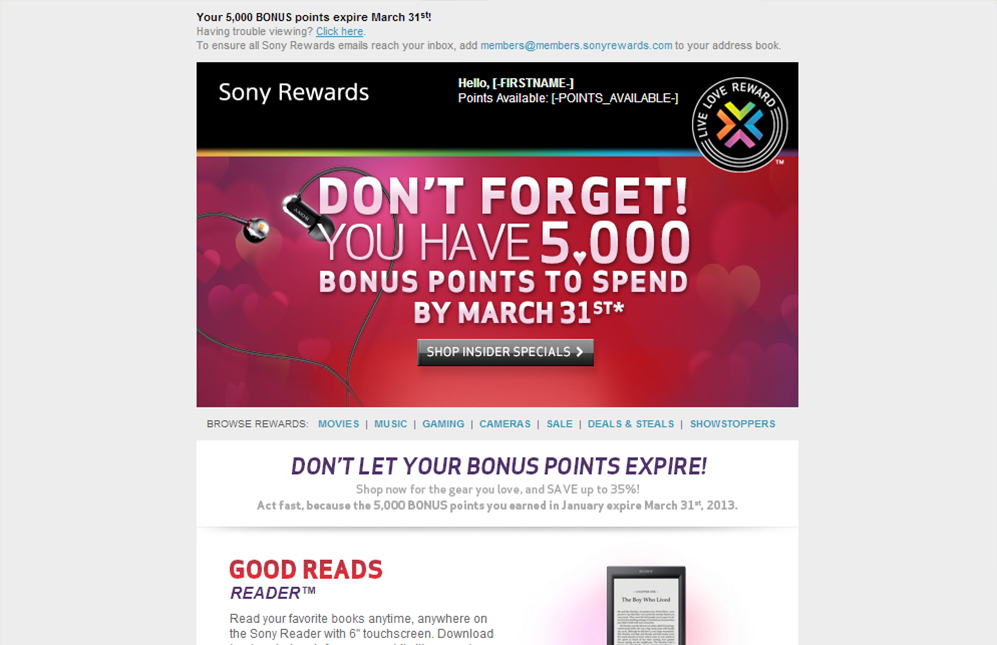 Your 5,000 BONUS points expire March 31st!
Having trouble viewing? Click here.
To ensure all Sony Rewards emails reach your inbox, add members@members.sonyrewards.com to your address book.
Sony Rewards
Hello, [-FIRSTNAME-]
Points Available: [-POINTS_AVAILABLE-]
LIVE LOVE REWARD
TM
SONY
DON'T FORGET!
YOU HAVE 5,000
BONUS POINTS TO SPEND
BY MARCH 31ST*
SHOP INSIDER SPECIALS >
BROWSE REWARDS: MOVIES | MUSIC | GAMING | CAMERAS | SALE | DEALS & STEALS | SHOWSTOPPERS
DON'T LET YOUR BONUS POINTS EXPIRE!
Shop now for the gear you love, and SAVE up to 35%!
Act fast, because the 5,000 BONUS points you earned in January expire March 31st, 2013.
GOOD READS
READER™
Read your favorite books anytime, anywhere on
the Sony Reader with 6" touchscreen. Download
SONY
The Boy Who Lived